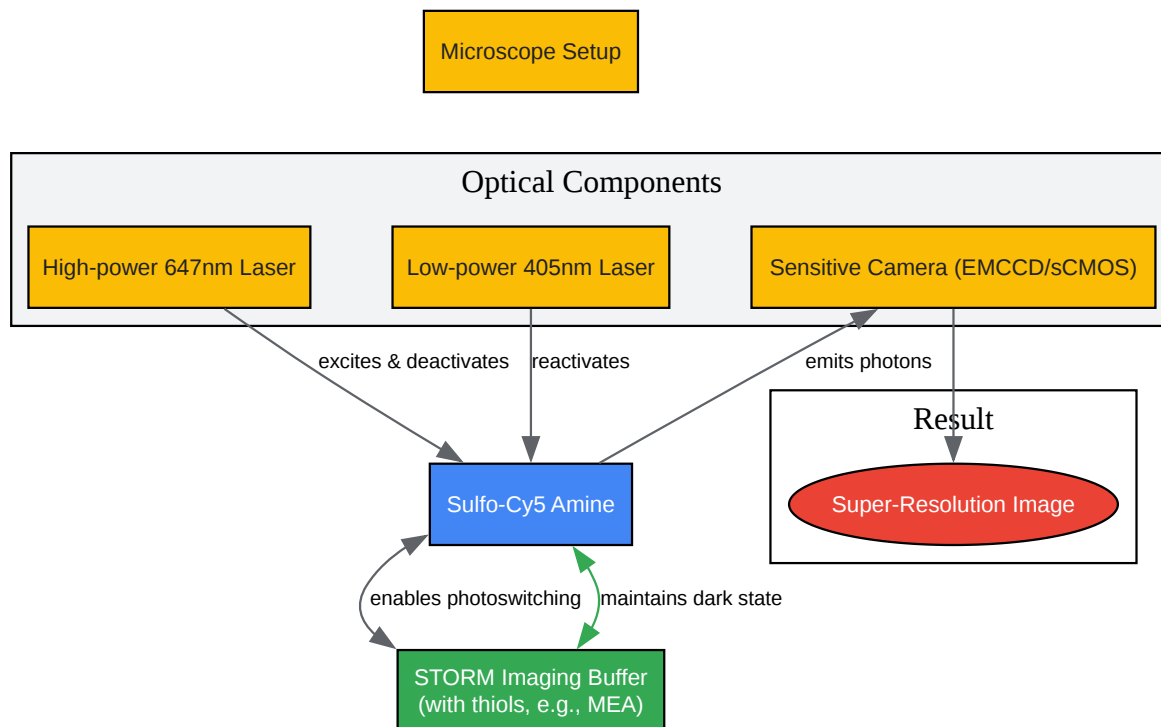 Microscope Setup
Optical Components
High-power 647nm Laser
Low-power 405nm Laser
Sensitive Camera (EMCCD/sCMOS)
excites & deactivates
reactivates
emits photons
Result
Sulfo-Cy5 Amine
Super-Resolution Image
enables photoswitching
maintains dark state
STORM Imaging Buffer
(with thiols, e.g., MEA)